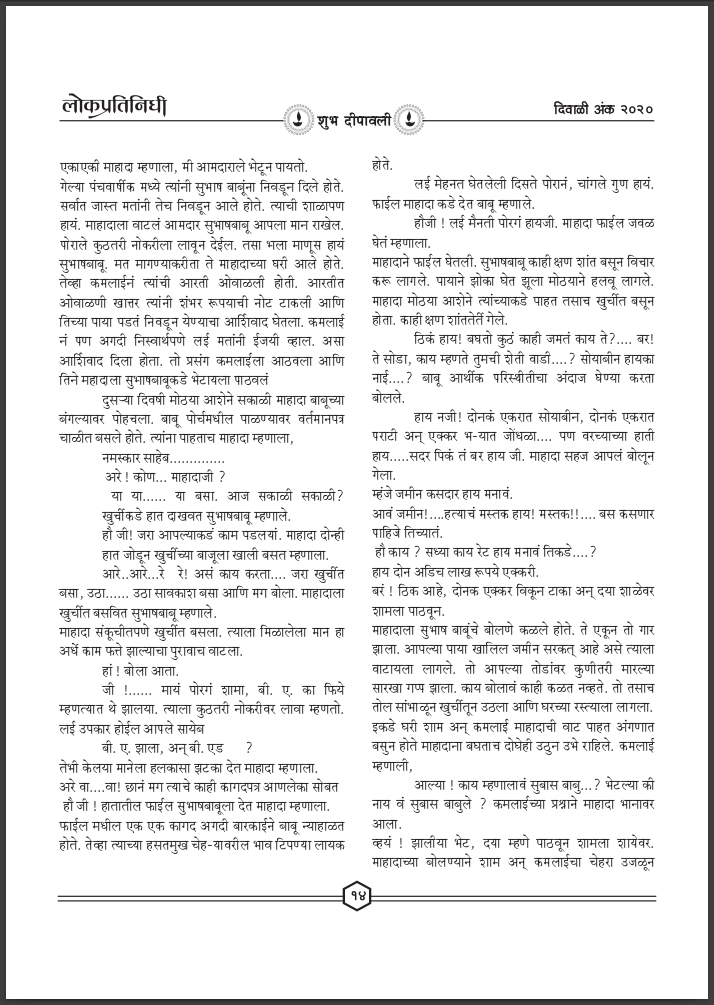 लोकप्रतिनिधी
शुभ दीपावली
दिवाळी अंक २०२०
एकाएकी माहादा म्हणाला, मी आमदाराले भेटून पायतो.
गेल्या पंचवार्षीक मध्ये त्यांनी सुभाष बाबूंना निवडून दिले होते.
सर्वात जास्त मतांनी तेच निवडून आले होते. त्याची शाळापण
हायं. माहादाला वाटलं आमदार सुभाषबाबू आपला मान राखेल.
पोराले कुठतरी नोकरीला लावून देईल. तसा भला माणूस हायं
सुभाषबाबू. मत मागण्याकरीता ते माहादाच्या घरी आले होते.
तेव्हा कमलाईनं त्यांची आरती ओवाळली होती. आरतीत
ओवाळणी खात्तर त्यांनी शंभर रूपयाची नोट टाकली आणि
तिच्या पाया पडतं निवडून येण्याचा आर्शिवाद घेतला. कमलाई
नं पण अगदी निस्वार्थपणे लई मतांनी ईजयी व्हाल. असा
आर्शिवाद दिला होता. तो प्रसंग कमलाईला आठवला आणि
तिने महादाला सुभाषबाबूकडे भेटायला पाठवलं
दुसऱ्या दिवषी मोठया आशेने सकाळी माहादा बाबूच्या
बंगल्यावर पोहचला. बाबू पोर्चमधील पाळण्यावर वर्तमानपत्र
चाळीत बसले होते. त्यांना पाहताच माहादा म्हणाला,
नमस्कार साहेब..............
अरे ! कोण... माहादाजी ?
या या...... या बसा. आज सकाळी सकाळी?
खुर्चीकडे हात दाखवत सुभाषबाबू म्हणाले.
हौ जी! जरा आपल्याकडं काम पडलयां. माहादा दोन्ही
हात जोडून खुर्चीच्या बाजूला खाली बसत म्हणाला.
आरे..आरे...रे रे! असं काय करता.... जरा खुर्चीत
बसा, उठा...... उठा सावकाश बसा आणि मग बोला. माहादाला
खुर्चीत बसवित सुभाषबाबू म्हणाले.
माहादा संकूचीतपणे खुर्चीत बसला. त्याला मिळालेला मान हा
अर्धे काम फत्ते झाल्याचा पुरावाच वाटला.
हां ! बोला आता.
जी !...... मायं पोरगं शामा, बी. ए. का फिये
म्हणत्यात थे झालया. त्याला कुठतरी नोकरीवर लावा म्हणतो.
लई उपकार होईल आपले सायेब
बी. ए. झाला, अन् बी. एड ?
तेभी केलया मानेला हलकासा झटका देत माहादा म्हणाला.
अरे वा....वा! छानं मग त्याचे काही कागदपत्र आणलेका सोबत
हौ जी ! हातातील फाईल सुभाषबाबूला देत माहादा म्हणाला.
फाईल मधील एक एक कागद अगदी बारकाईने बाबू न्याहाळत
होते. तेव्हा त्याच्या हसतमुख चेह-यावरील भाव टिपण्या लायक
होते.
लई मेहनत घेतलेली दिसते पोरानं, चांगले गुण हायं.
फाईल माहादा कडे देत बाबू म्हणाले.
हौजी ! लई मैनती पोरगं हायजी. माहादा फाईल जवळ
घेतं म्हणाला.
माहादाने फाईल घेतली. सुभाषबाबू काही क्षण शांत बसून विचार
करू लागले. पायाने झोका घेत झूला मोठयाने हलवू लागले.
माहादा मोठया आशेने त्यांच्याकडे पाहत तसाच खुर्चीत बसून
होता. काही क्षण शांततेर्ते गेले.
ठिकं हाय! बघतो कुठं काही जमतं काय ते?.... बर!
ते सोडा, काय म्हणते तुमची शेती वाडी....? सोयाबीन हायका
नाई....? बाबू आर्थीक परिस्थीतीचा अंदाज घेण्या करता
बोलले.
हाय नजी! दोनकं एकरात सोयाबीन, दोनकं एकरात
पराटी अन् एक्कर भ-यात जोंधळा.... पण वरच्याच्या हाती
हाय.....सदर पिकं तं बर हाय जी. माहादा सहज आपलं बोलून
गेला.
म्हंजे जमीन कसदार हाय मनावं.
आवं जमीन!....हत्याचं मस्तक हाय! मस्तक!!.... बस कसणार
पाहिजे तिच्यातं.
हौ काय ? सध्या काय रेट हाय मनावं तिकडे....?
हाय दोन अडिच लाख रूपये एक्करी.
बरं ! ठिक आहे, दोनक एक्कर विकून टाका अन् दया शाळेवर
शामला पाठवून.
माहादाला सुभाष बाबूंचे बोलणे कळले होते. ते एकून तो गार
झाला. आपल्या पाया खालिल जमीन सरकत् आहे असे त्याला
वाटायला लागले. तो आपल्या तोडांवर कुणीतरी मारल्या
सारखा गप्प झाला. काय बोलावं काही कळत नव्हते. तो तसाच
तोल सांभाळून खुर्चीतून उठला आणि घरच्या रस्त्याला लागला.
इकडे घरी शाम अन् कमलाई माहादाची वाट पाहत अंगणात
बसुन होते माहादाना बघताच दोघेही उठुन उभे राहिले. कमलाई
म्हणाली,
आल्या ! काय म्हणालावं सुबास बाबु...? भेटल्या की
नाय वं सुबास बाबुले ? कमलाईच्या प्रश्नाने माहादा भानावर
आला.
व्हयं ! झालीया भेट, दया म्हणे पाठवून शामला शायेवर.
माहादाच्या बोलण्याने शाम अन् कमलाईचा चेहरा उजळून
१४